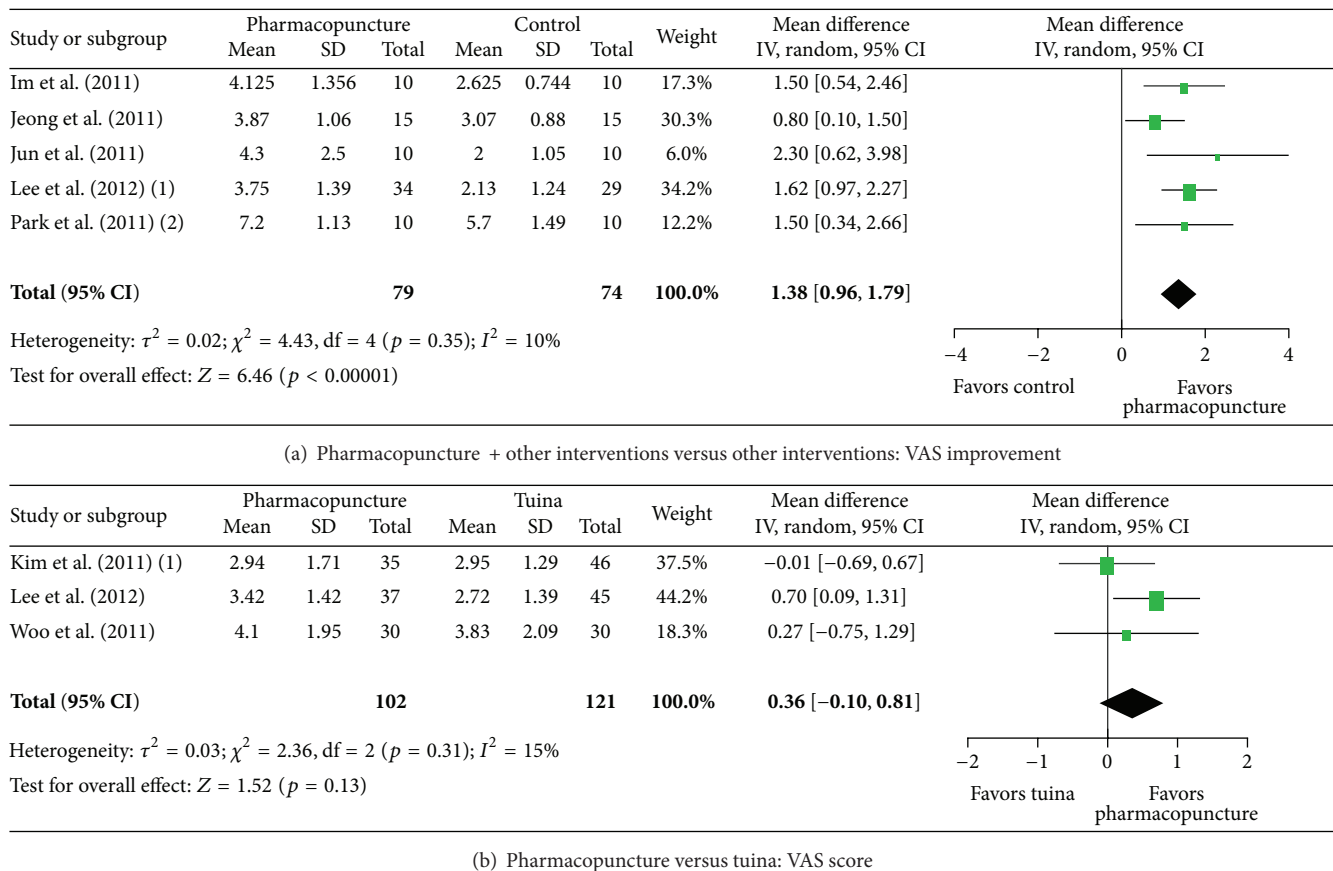 Study or subgroup Pharmacopuncture Control Weight Mean difference Mean difference
Mean SD Total Mean SD Total IV, random, 95% CI IV, random, 95% CI
Im et al. (2011) 4.125 1.356 10 2.625 0.744 10 17.3% 1.50 [0.54, 2.46]
Jeong et al. (2011) 3.87 1.06 15 3.07 0.88 15 30.3% 0.80 [0.10, 1.50]
Jun et al. (2011) 4.3 2.5 10 2 1.05 10 6.0% 2.30 [0.62, 3.98]
Lee et al. (2012) (1) 3.75 1.39 34 2.13 1.24 29 34.2% 1.62 [0.97, 2.27]
Park et al. (2011) (2) 7.2 1.13 10 5.7 1.49 10 12.2% 1.50 [0.34, 2.66]
Total (95% CI) 79 74 100.0% 1.38 [0.96, 1.79]
Heterogeneity: τ² = 0.02; χ² = 4.43, df = 4 (p = 0.35); I² = 10%
Test for overall effect: Z = 6.46 (p < 0.00001)
−4 −2 0 2 4
Favors control Favors
pharmacopuncture
(a) Pharmacopuncture + other interventions versus other interventions: VAS improvement
Study or subgroup Pharmacopuncture Tuina Weight Mean difference Mean difference
Mean SD Total Mean SD Total IV, random, 95% CI IV, random, 95% CI
Kim et al. (2011) (1) 2.94 1.71 35 2.95 1.29 46 37.5% −0.01 [−0.69, 0.67]
Lee et al. (2012) 3.42 1.42 37 2.72 1.39 45 44.2% 0.70 [0.09, 1.31]
Woo et al. (2011) 4.1 1.95 30 3.83 2.09 30 18.3% 0.27 [−0.75, 1.29]
Total (95% CI) 102 121 100.0% 0.36 [−0.10, 0.81]
Heterogeneity: τ² = 0.03; χ² = 2.36, df = 2 (p = 0.31); I² = 15%
Test for overall effect: Z = 1.52 (p = 0.13)
−2 −1 0 1 2
Favors tuina Favors
pharmacopuncture
(b) Pharmacopuncture versus tuina: VAS score